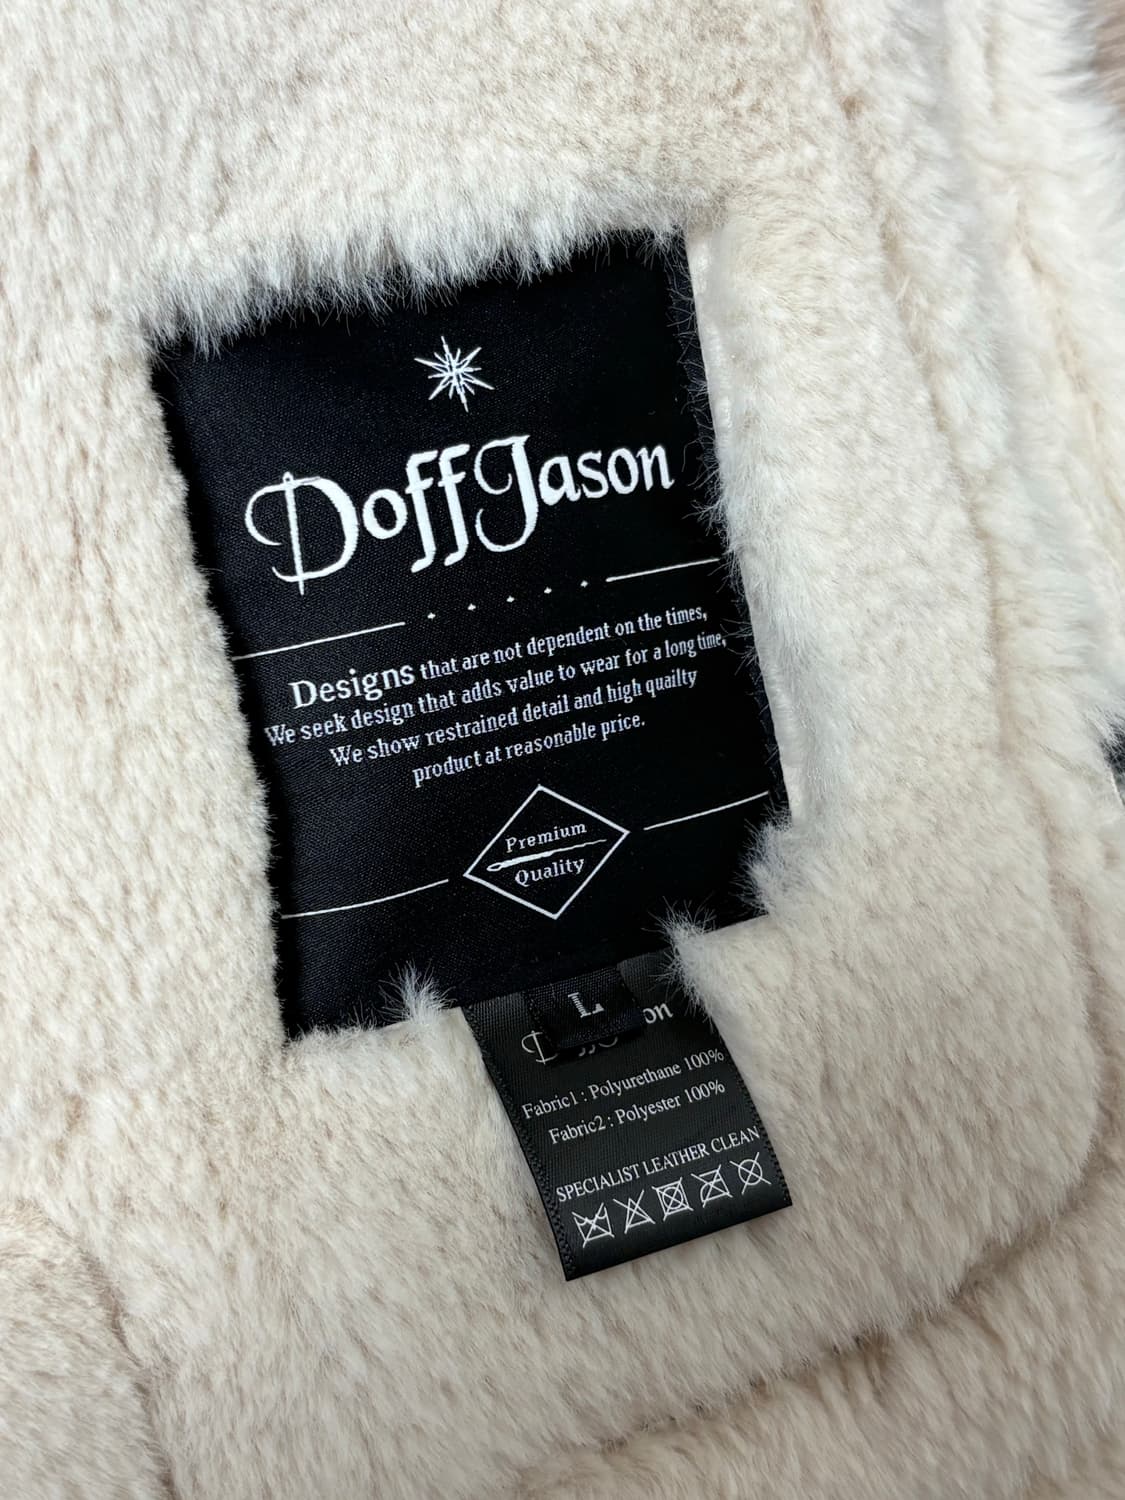 Doff Jason
Designs that are not dependent on the times,
We seek design that adds value to wear for a long time,
We show restrained detail and high quailty
product at reasonable price.
Premium
Quality
L
Fabric1 : Polyurethane 100%
Fabric2 : Polyester 100%
SPECIALIST LEATHER CLEAN